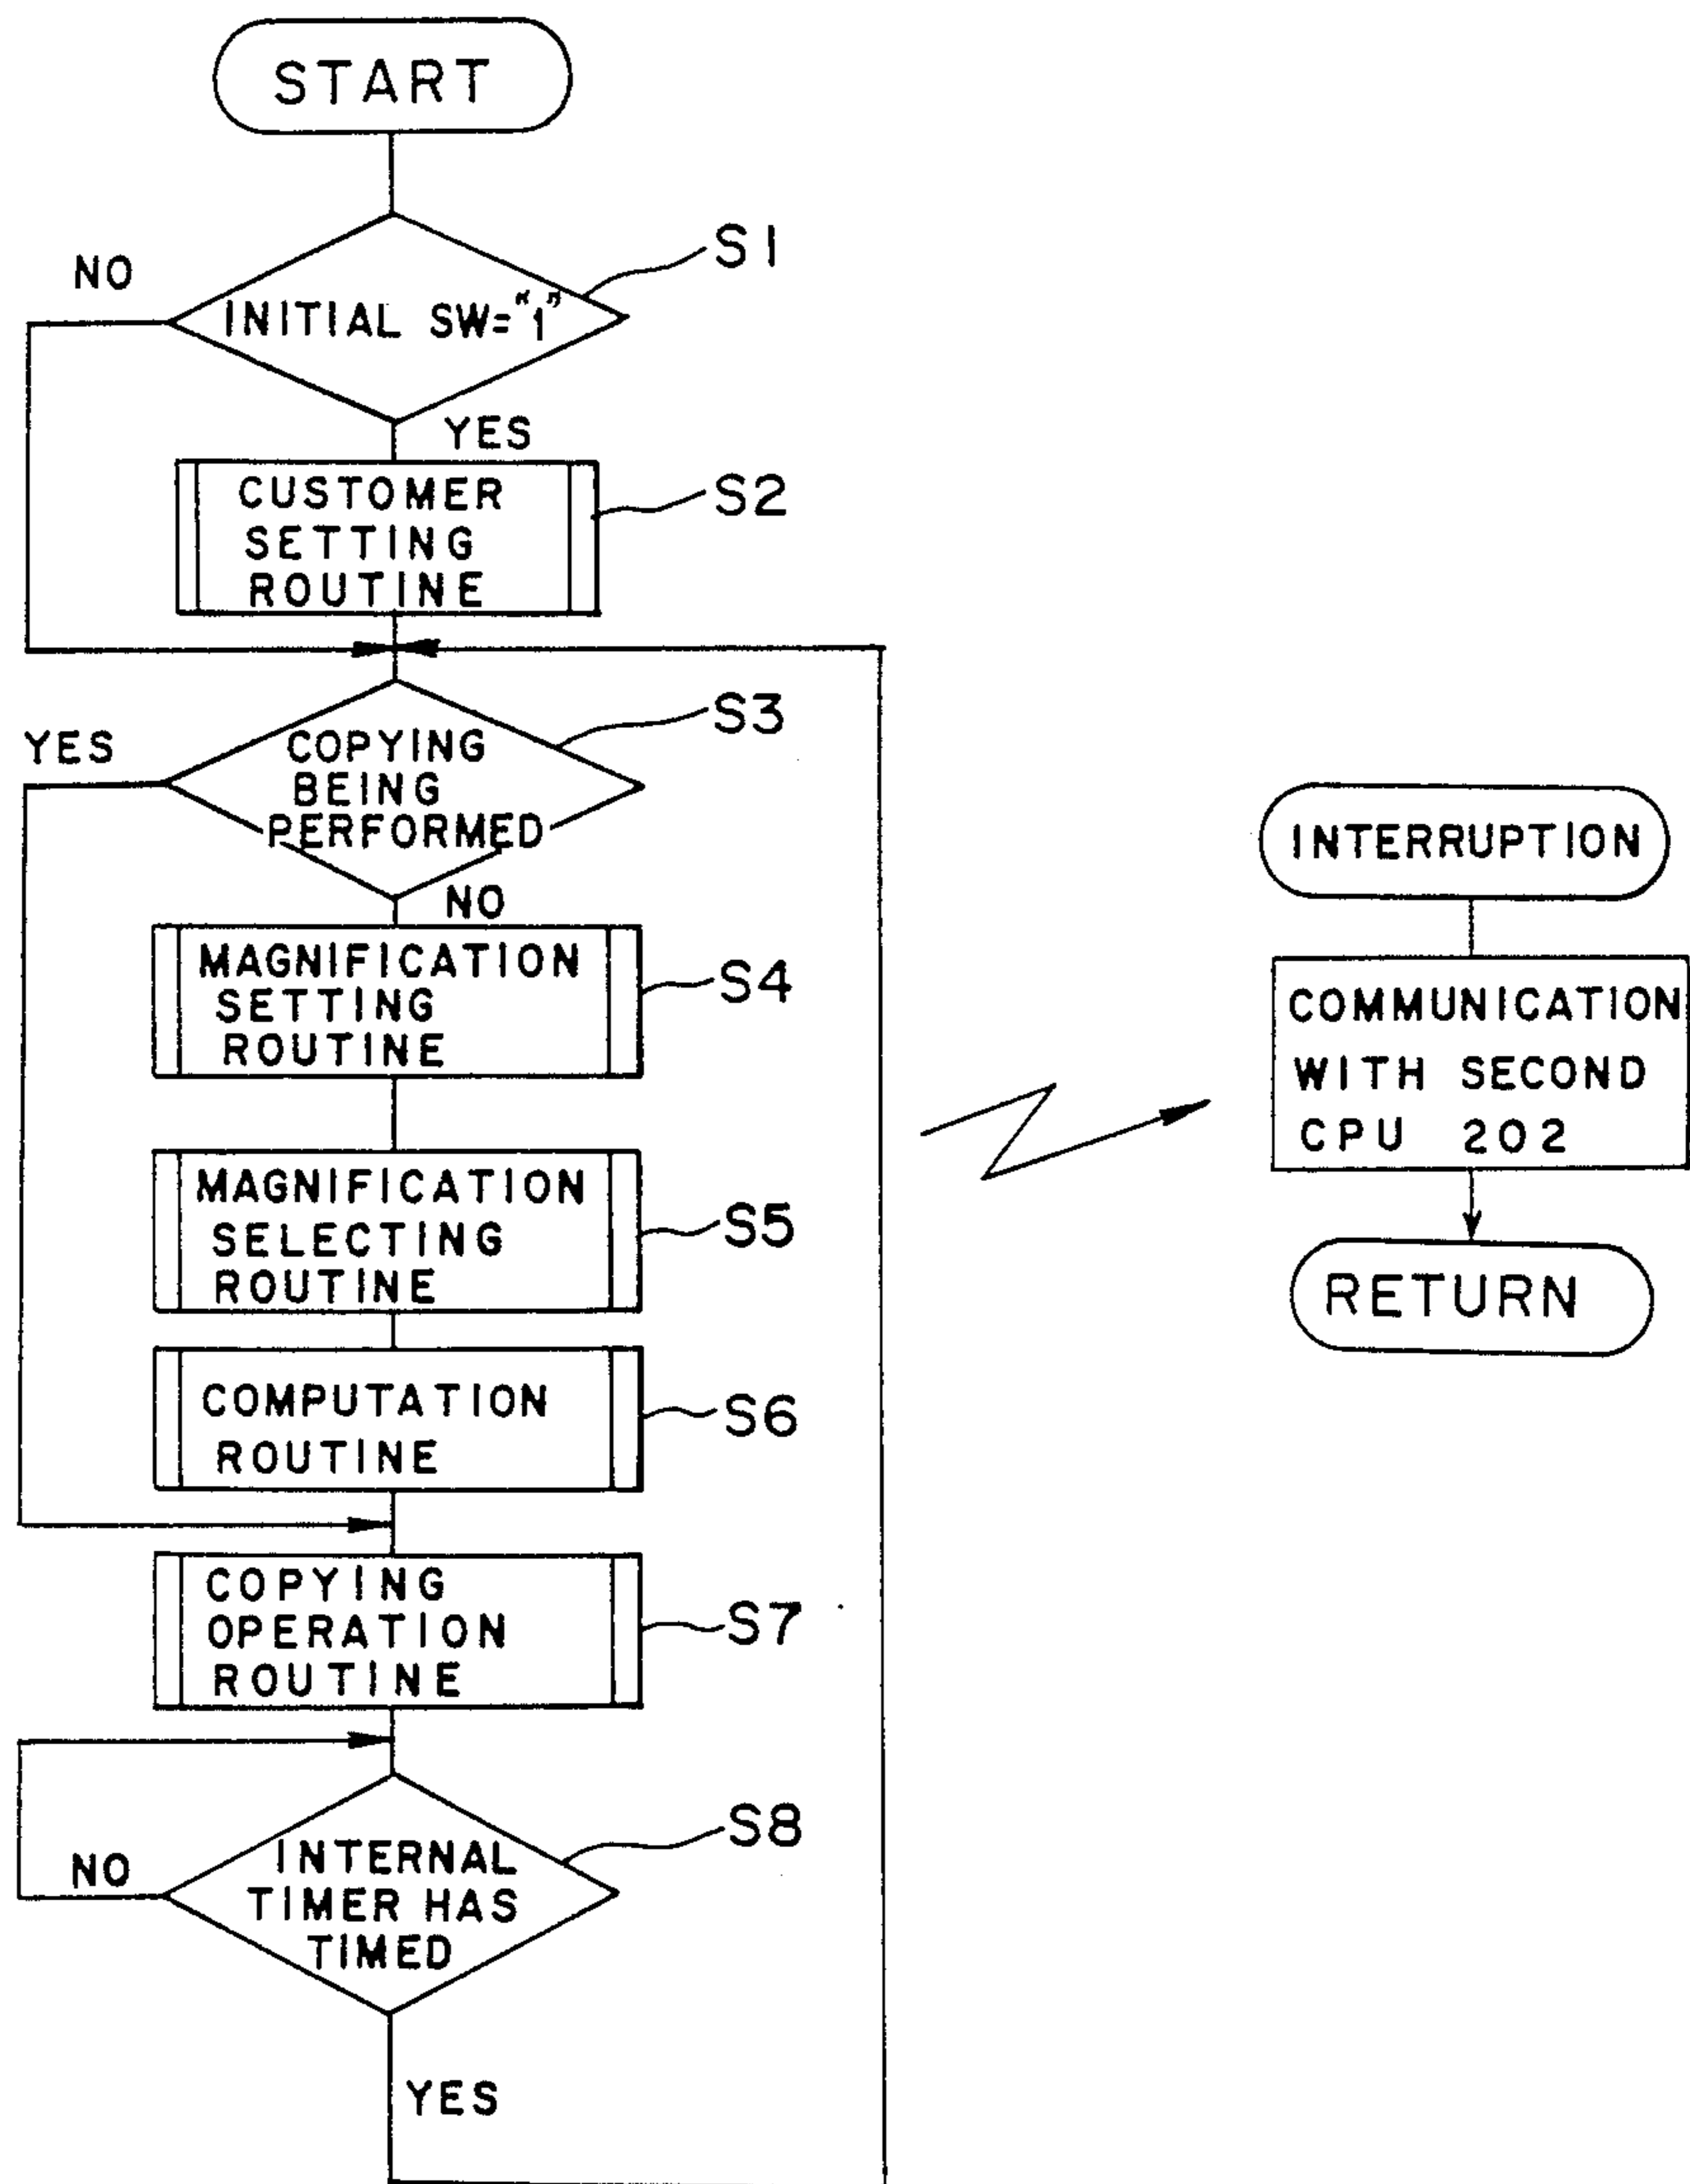 START
S1
NO
INITIAL SW="1"
YES
CUSTOMER
SETTING
ROUTINE
S2
S3
YES
COPYING
BEING
PERFORMED
NO
MAGNIFICATION
SETTING
ROUTINE
S4
MAGNIFICATION
SELECTING
ROUTINE
S5
COMPUTATION
ROUTINE
S6
COPYING
OPERATION
ROUTINE
S7
S8
NO
INTERNAL
TIMER HAS
TIMED
YES
INTERRUPTION
COMMUNICATION
WITH SECOND
CPU 202
RETURN